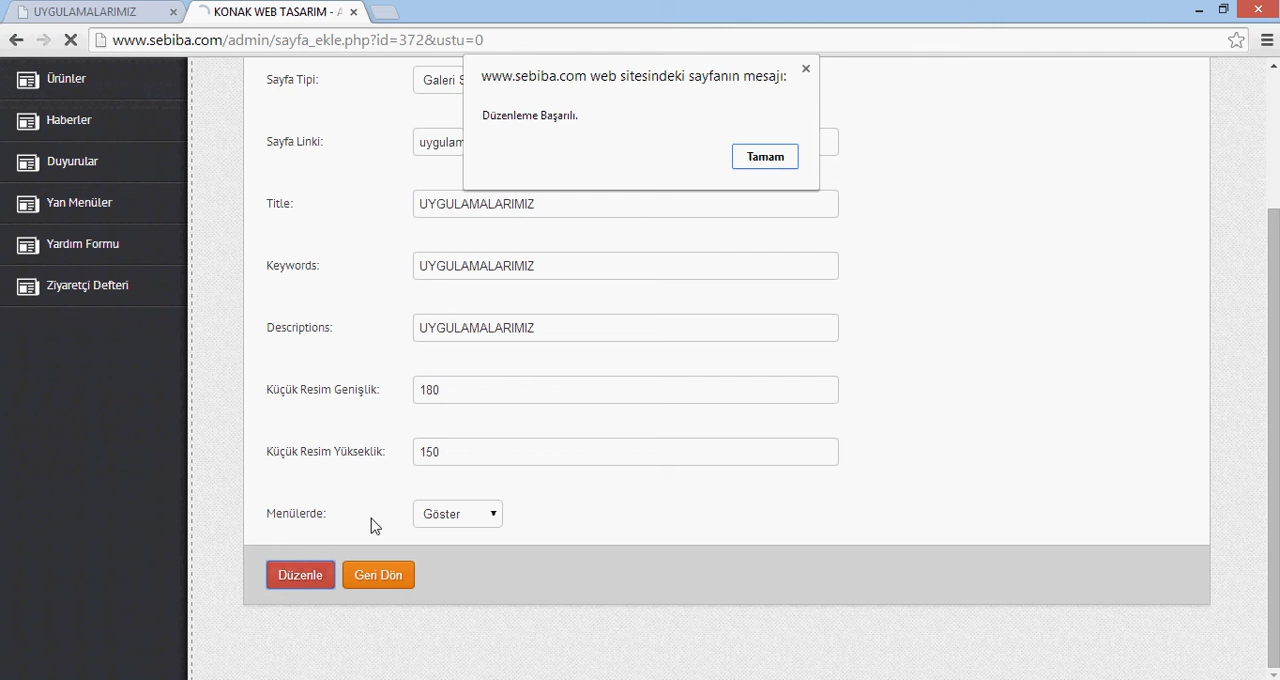 UYGULAMALARIMIZ
KONAK WEB TASARIM - A
www.sebiba.com/admin/sayfa_ekle.php?id=372&ustu=0
www.sebiba.com web sitesindeki sayfanın mesajı:
Düzenleme Başarılı.
Tamam
Ürünler
Haberler
Duyurular
Yan Menüler
Yardım Formu
Ziyaretçi Defteri
Sayfa Tipi:
Galeri S
Sayfa Linki:
uygulam
Title:
UYGULAMALARIMIZ
Keywords:
UYGULAMALARIMIZ
Descriptions:
UYGULAMALARIMIZ
Küçük Resim Genişlik:
180
Küçük Resim Yükseklik:
150
Menülerde:
Göster
Düzenle
Geri Dön